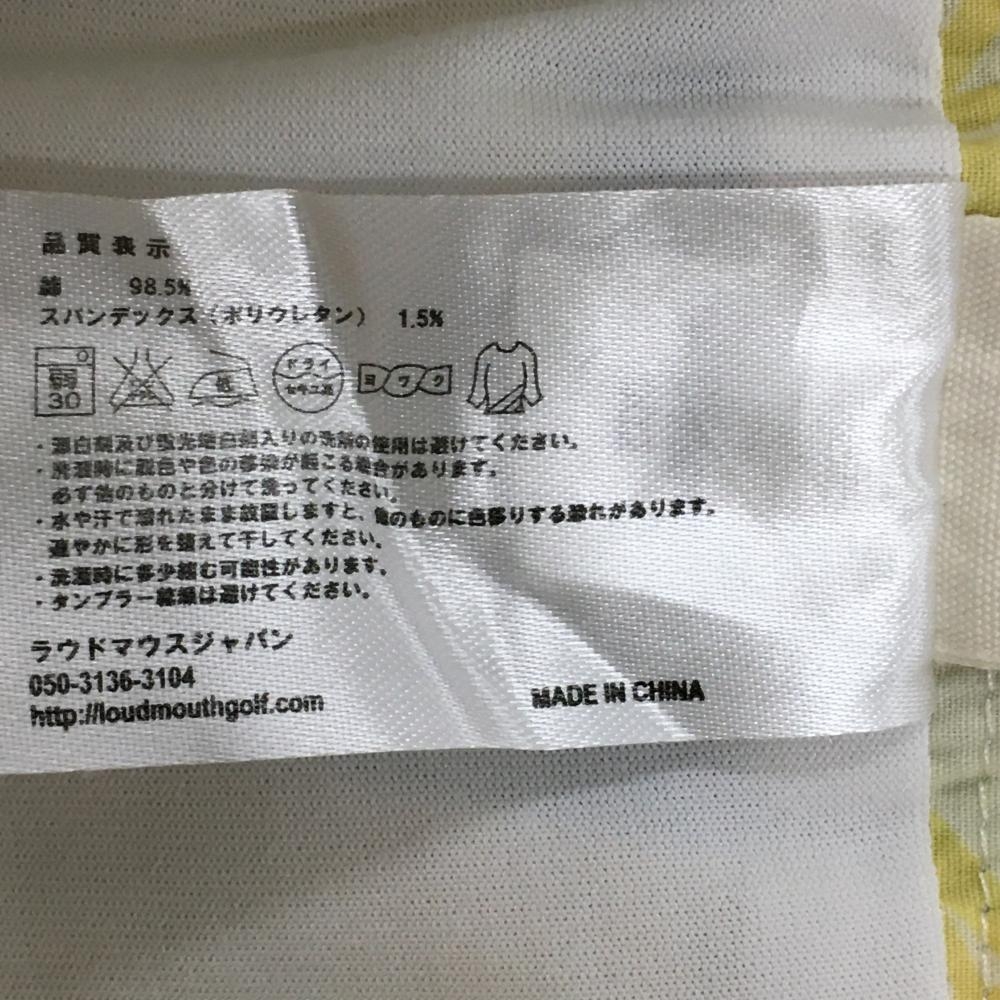 品質表示
綿 98.5%
スパンデックス（ポリウレタン） 1.5%
弱
30
低
ドライ
セキユ系
ヨワク
・漂白剤及び蛍光増白剤入りの洗剤の使用は避けてください。
・洗濯時に脱色や色の移染が起こる場合があります。
必ず他のものと分けて洗ってください。
・水や汗で濡れたまま放置しますと、他のものに色移りする恐れがあります。
速やかに形を整えて干してください。
・洗濯時に多少縮む可能性があります。
・タンブラー乾燥は避けてください。
ラウドマウスジャパン
050-3136-3104
http://loudmouthgolf.com
MADE IN CHINA